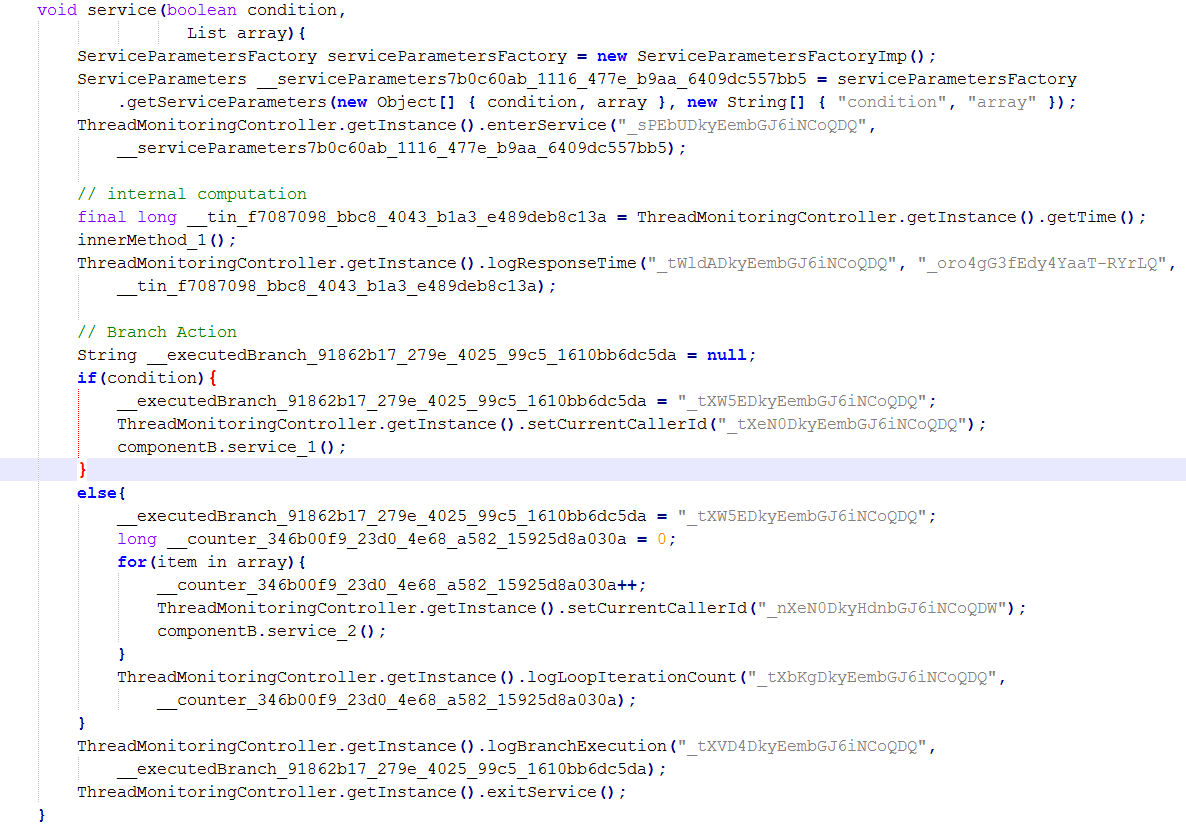 void service(boolean condition,
List array){
ServiceParametersFactory serviceParametersFactory = new ServiceParametersFactoryImp();
ServiceParameters __serviceParameters7b0c60ab_1116_477e_b9aa_6409dc557bb5 = serviceParametersFactory
.getServiceParameters(new Object[] { condition, array }, new String[] { "condition", "array" });
ThreadMonitoringController.getInstance().enterService("_sPEbUDkyEembGJ6iNCoQDQ",
__serviceParameters7b0c60ab_1116_477e_b9aa_6409dc557bb5);
// internal computation
final long __tin_f7087098_bbc8_4043_b1a3_e489deb8c13a = ThreadMonitoringController.getInstance().getTime();
innerMethod_1();
ThreadMonitoringController.getInstance().logResponseTime("_tWldADkyEembGJ6iNCoQDQ", "_oro4gG3fEdy4YaaT-RYrLQ",
__tin_f7087098_bbc8_4043_b1a3_e489deb8c13a);
// Branch Action
String __executedBranch_91862b17_279e_4025_99c5_1610bb6dc5da = null;
if(condition){
__executedBranch_91862b17_279e_4025_99c5_1610bb6dc5da = "_tXW5EDkyEembGJ6iNCoQDQ";
ThreadMonitoringController.getInstance().setCurrentCallerId("_tXeN0DkyEembGJ6iNCoQDQ");
componentB.service_1();
}
else{
__executedBranch_91862b17_279e_4025_99c5_1610bb6dc5da = "_tXW5EDkyEembGJ6iNCoQDQ";
long __counter_346b00f9_23d0_4e68_a582_15925d8a030a = 0;
for(item in array){
__counter_346b00f9_23d0_4e68_a582_15925d8a030a++;
ThreadMonitoringController.getInstance().setCurrentCallerId("_nXeN0DkyHdnbGJ6iNCoQDW");
componentB.service_2();
}
ThreadMonitoringController.getInstance().logLoopIterationCount("_tXbKgDkyEembGJ6iNCoQDQ",
__counter_346b00f9_23d0_4e68_a582_15925d8a030a);
}
ThreadMonitoringController.getInstance().logBranchExecution("_tXVD4DkyEembGJ6iNCoQDQ",
__executedBranch_91862b17_279e_4025_99c5_1610bb6dc5da);
ThreadMonitoringController.getInstance().exitService();
}